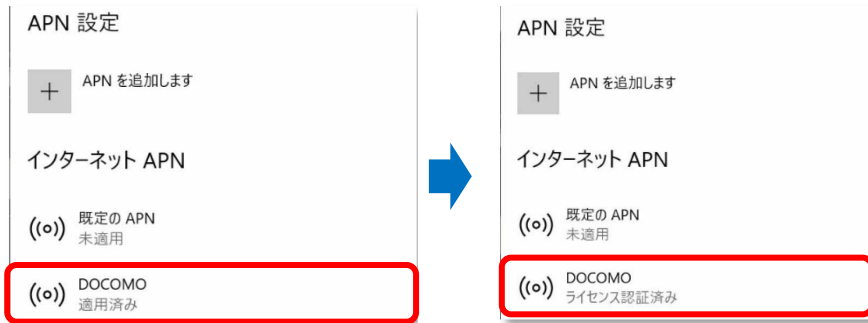 APN 設定
APN を追加します
インターネット APN
既定の APN
未適用
DOCOMO
適用済み
APN 設定
APN を追加します
インターネット APN
既定の APN
未適用
DOCOMO
ライセンス認証済み